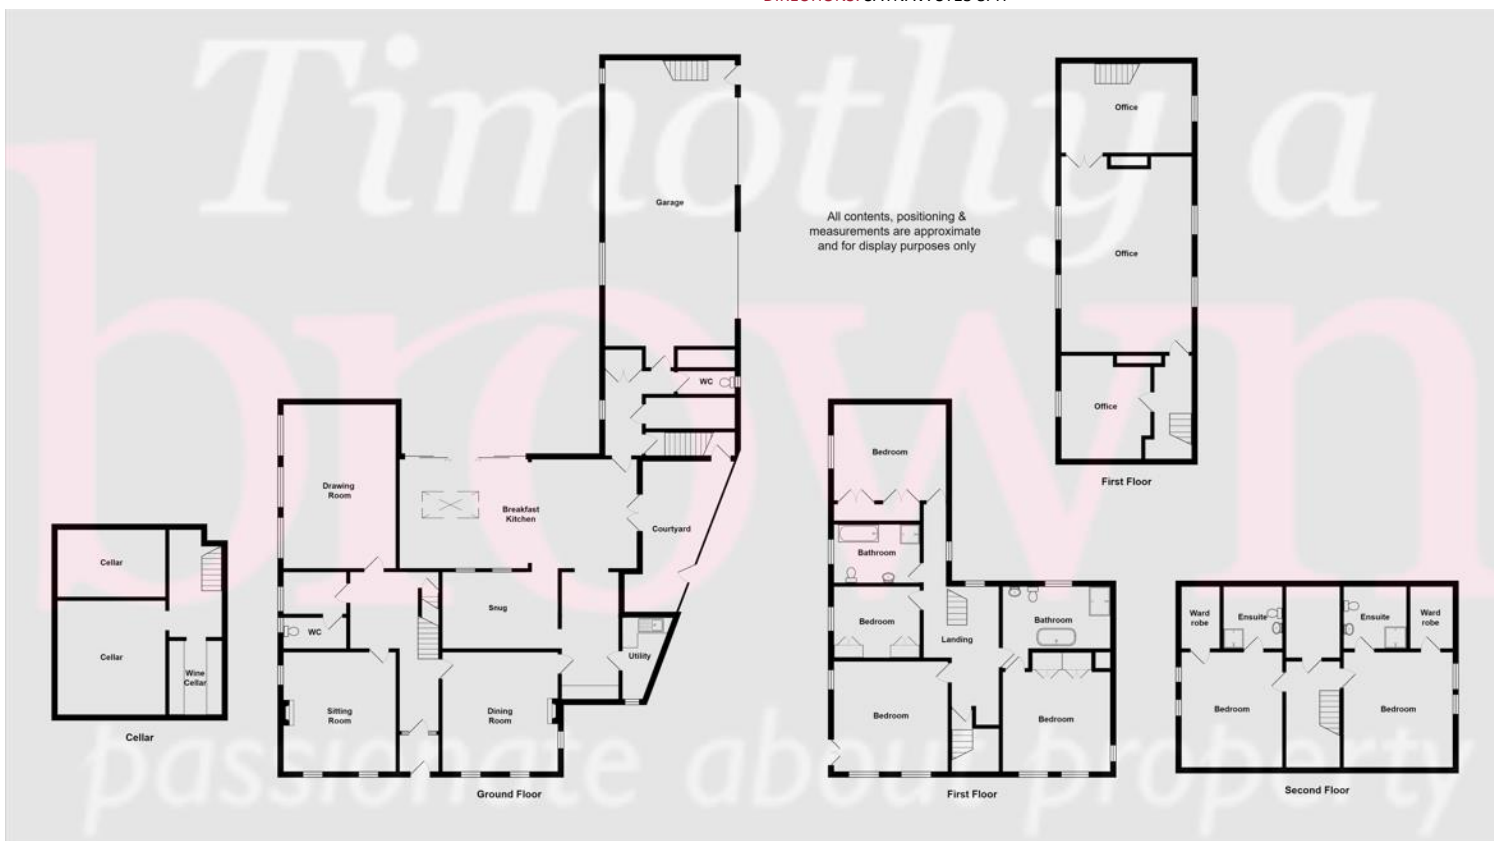 Timothy a
brown
passionate about property
All contents, positioning &
measurements are approximate
and for display purposes only
Garage
WC
Drawing
Room
Breakfast
Kitchen
Courtyard
Snug
WC
Utility
Sitting
Room
Dining
Room
Ground Floor
Cellar
Cellar
Wine
Cellar
Cellar
Office
Office
Office
First Floor
Bedroom
Bathroom
Bedroom
Landing
Bathroom
Bedroom
Bedroom
First Floor
Ward
robe
Ensuite
Ensuite
Ward
robe
Bedroom
Bedroom
Second Floor